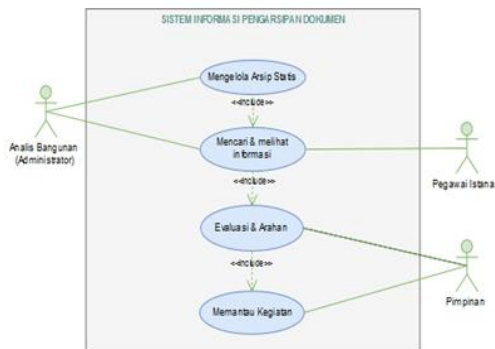 SISTEM INFORMASI PENGARSIPAN DOKUMEN
Mengelola Arsip Statis
<<include>>
Mencari & melihat
informasi
Analis Bangunan
(Administrator)
Pegawai Istana
<<include>>
Evaluasi & Arahan
<<include>>
Memantau Kegiatan
Pimpinan